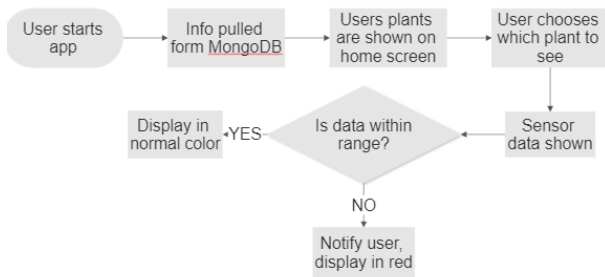 User starts
app
Info pulled
form MongoDB
Users plants
are shown on
home screen
User chooses
which plant to
see
Sensor
data shown
Is data within
range?
YES
Display in
normal color
NO
Notify user,
display in red